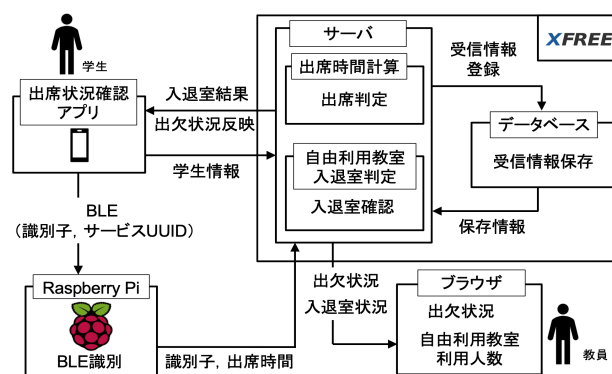 学生
出席状況確認
アプリ
入退室結果
出欠状況反映
学生情報
サーバ
出席時間計算
出席判定
自由利用教室
入退室判定
入退室確認
XFREE
受信情報
登録
データベース
受信情報保存
保存情報
BLE
(識別子，サービスUUID)
Raspberry Pi
BLE識別
識別子，出席時間
出欠状況
入退室状況
ブラウザ
出欠状況
自由利用教室
利用人数
教員